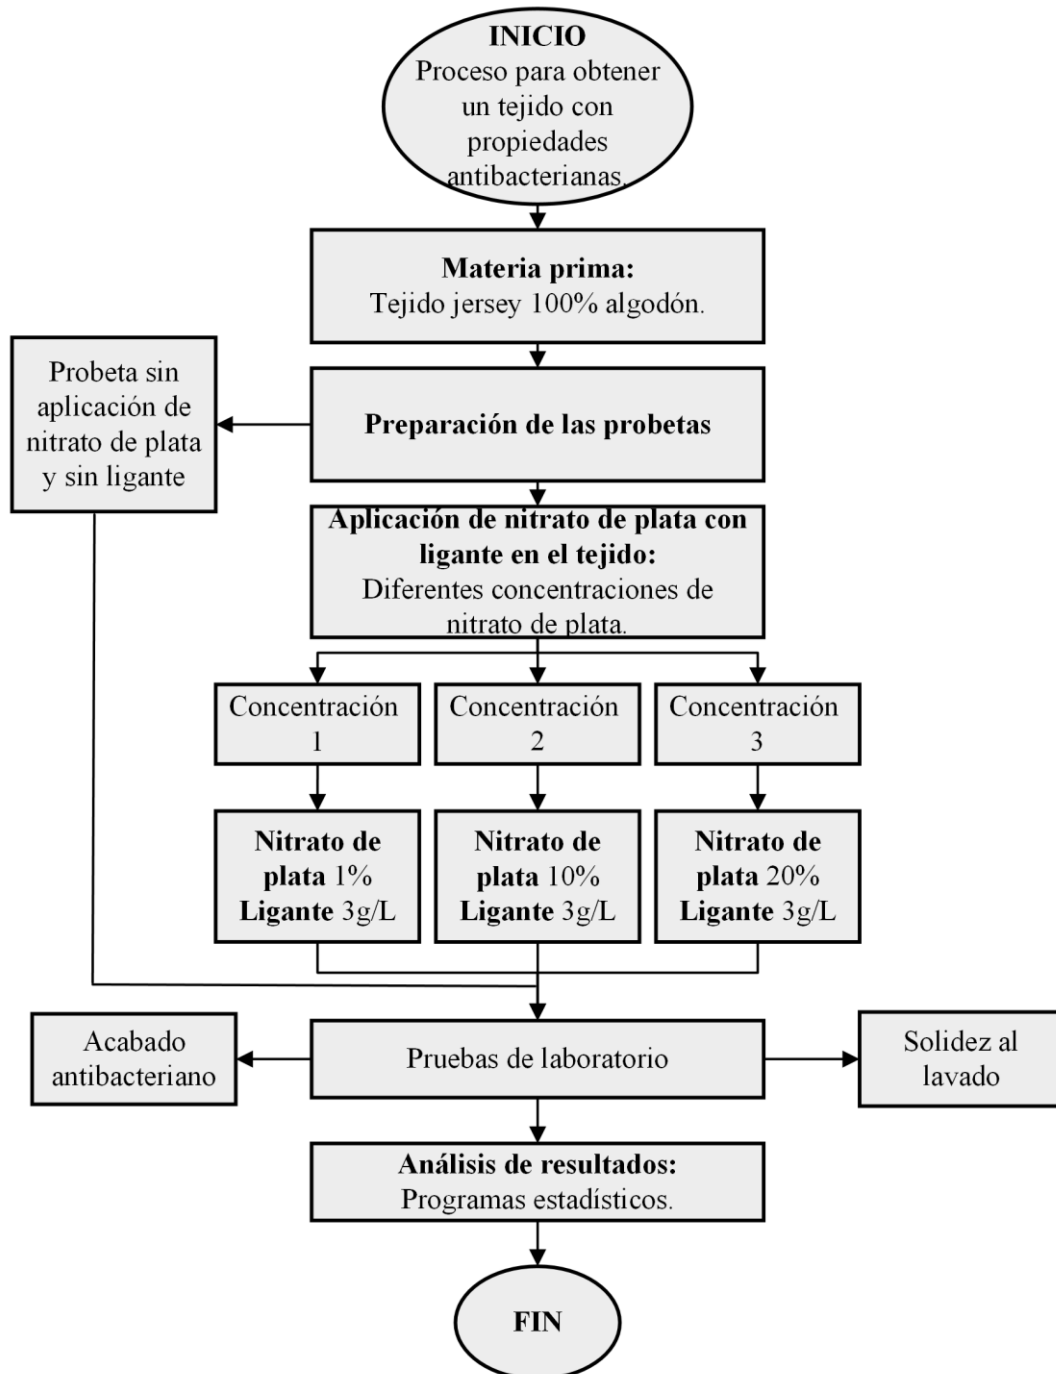 INICIO
Proceso para obtener
un tejido con
propiedades
antibacterianas.
Materia prima:
Tejido jersey 100% algodón.
Probeta sin
aplicación de
nitrato de plata
y sin ligante
Preparación de las probetas
Aplicación de nitrato de plata con
ligante en el tejido:
Diferentes concentraciones de
nitrato de plata.
Concentración
1
Concentración
2
Concentración
3
Nitrato de
plata 1%
Ligante 3g/L
Nitrato de
plata 10%
Ligante 3g/L
Nitrato de
plata 20%
Ligante 3g/L
Acabado
antibacteriano
Pruebas de laboratorio
Solidez al
lavado
Análisis de resultados:
Programas estadísticos.
FIN